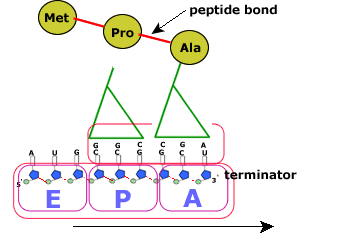 peptide bond
Met
Pro
Ala
G G C C G A
A U G C C G G C U
5' 3' terminator
E P A